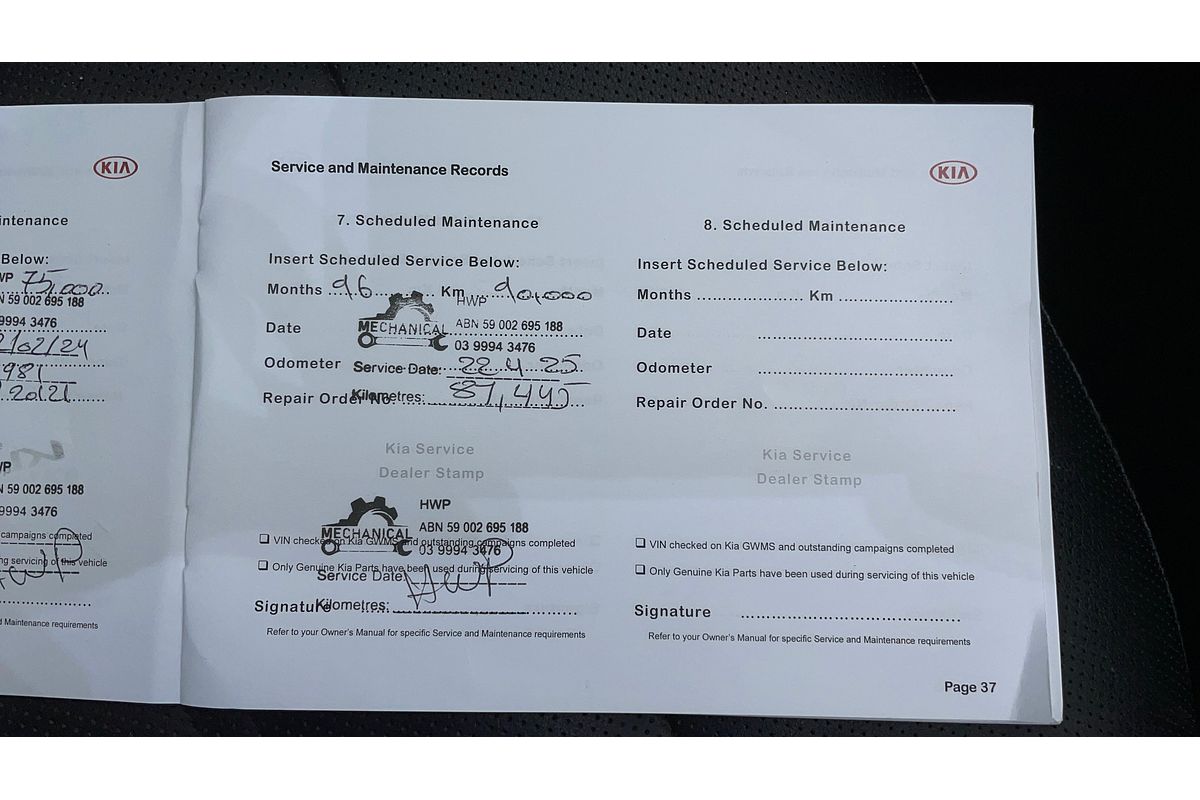 KIA
intenance
Below:
WP 75,000
N 59 002 695 188
9994 3476
2/02/24
981
campaigns completed
ng servicing of this vehicle
d Maintenance requirements
WP
N 59 002 695 188
9994 3476
Service and Maintenance Records
KIA
7. Scheduled Maintenance
Insert Scheduled Service Below:
Months 96 Km 90,000
HWP
MECHANICAL
ABN 59 002 695 188
Date
03 9994 3476
Odometer
Service Date: 22.4.25
Repair Order No.
Kilometres: 87,445
Kia Service
Dealer Stamp
HWP
MECHANICAL
ABN 59 002 695 188
03 9994 3476
VIN checked on Kia GWMS and outstanding campaigns completed
Only Genuine Kia Parts have been used during servicing of this vehicle
Service Date:
HWP
Signature
Kilometres:
Refer to your Owner's Manual for specific Service and Maintenance requirements
8. Scheduled Maintenance
Insert Scheduled Service Below:
Months .................... Km ......................
Date
Odometer
Repair Order No.
Kia Service
Dealer Stamp
VIN checked on Kia GWMS and outstanding campaigns completed
Only Genuine Kia Parts have been used during servicing of this vehicle
Signature
Refer to your Owner's Manual for specific Service and Maintenance requirements
Page 37